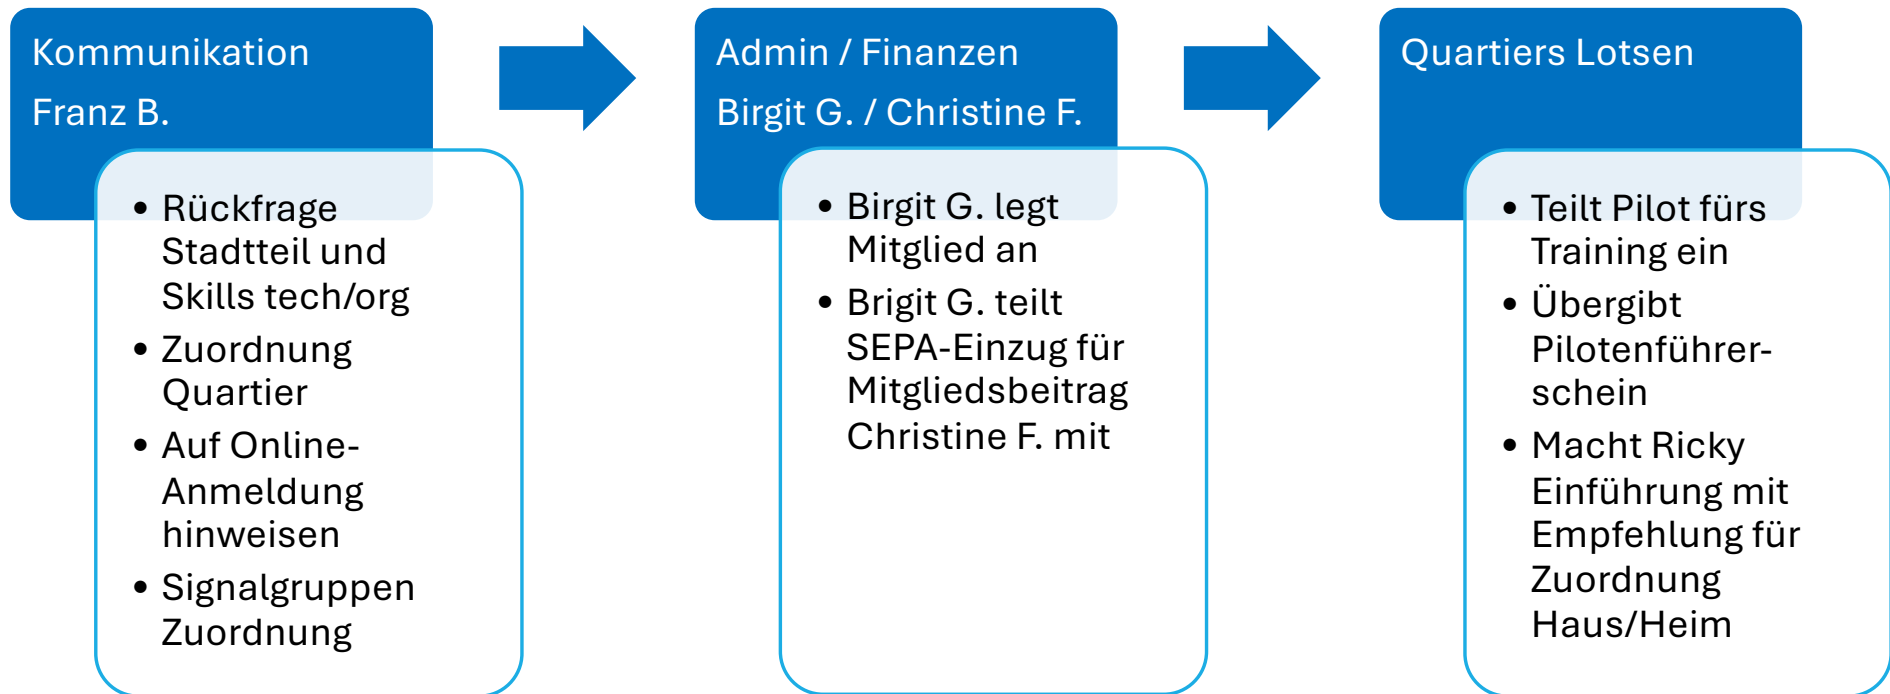 Kommunikation
Franz B.
• Rückfrage
Stadtteil und
Skills tech/org
• Zuordnung
Quartier
• Auf Online-
Anmeldung
hinweisen
• Signalgruppen
Zuordnung
Admin / Finanzen
Birgit G. / Christine F.
• Birgit G. legt
Mitglied an
• Brigit G. teilt
SEPA-Einzug für
Mitgliedsbeitrag
Christine F. mit
Quartiers Lotsen
• Teilt Pilot fürs
Training ein
• Übergibt
Pilotenführer-
schein
• Macht Ricky
Einführung mit
Empfehlung für
Zuordnung
Haus/Heim